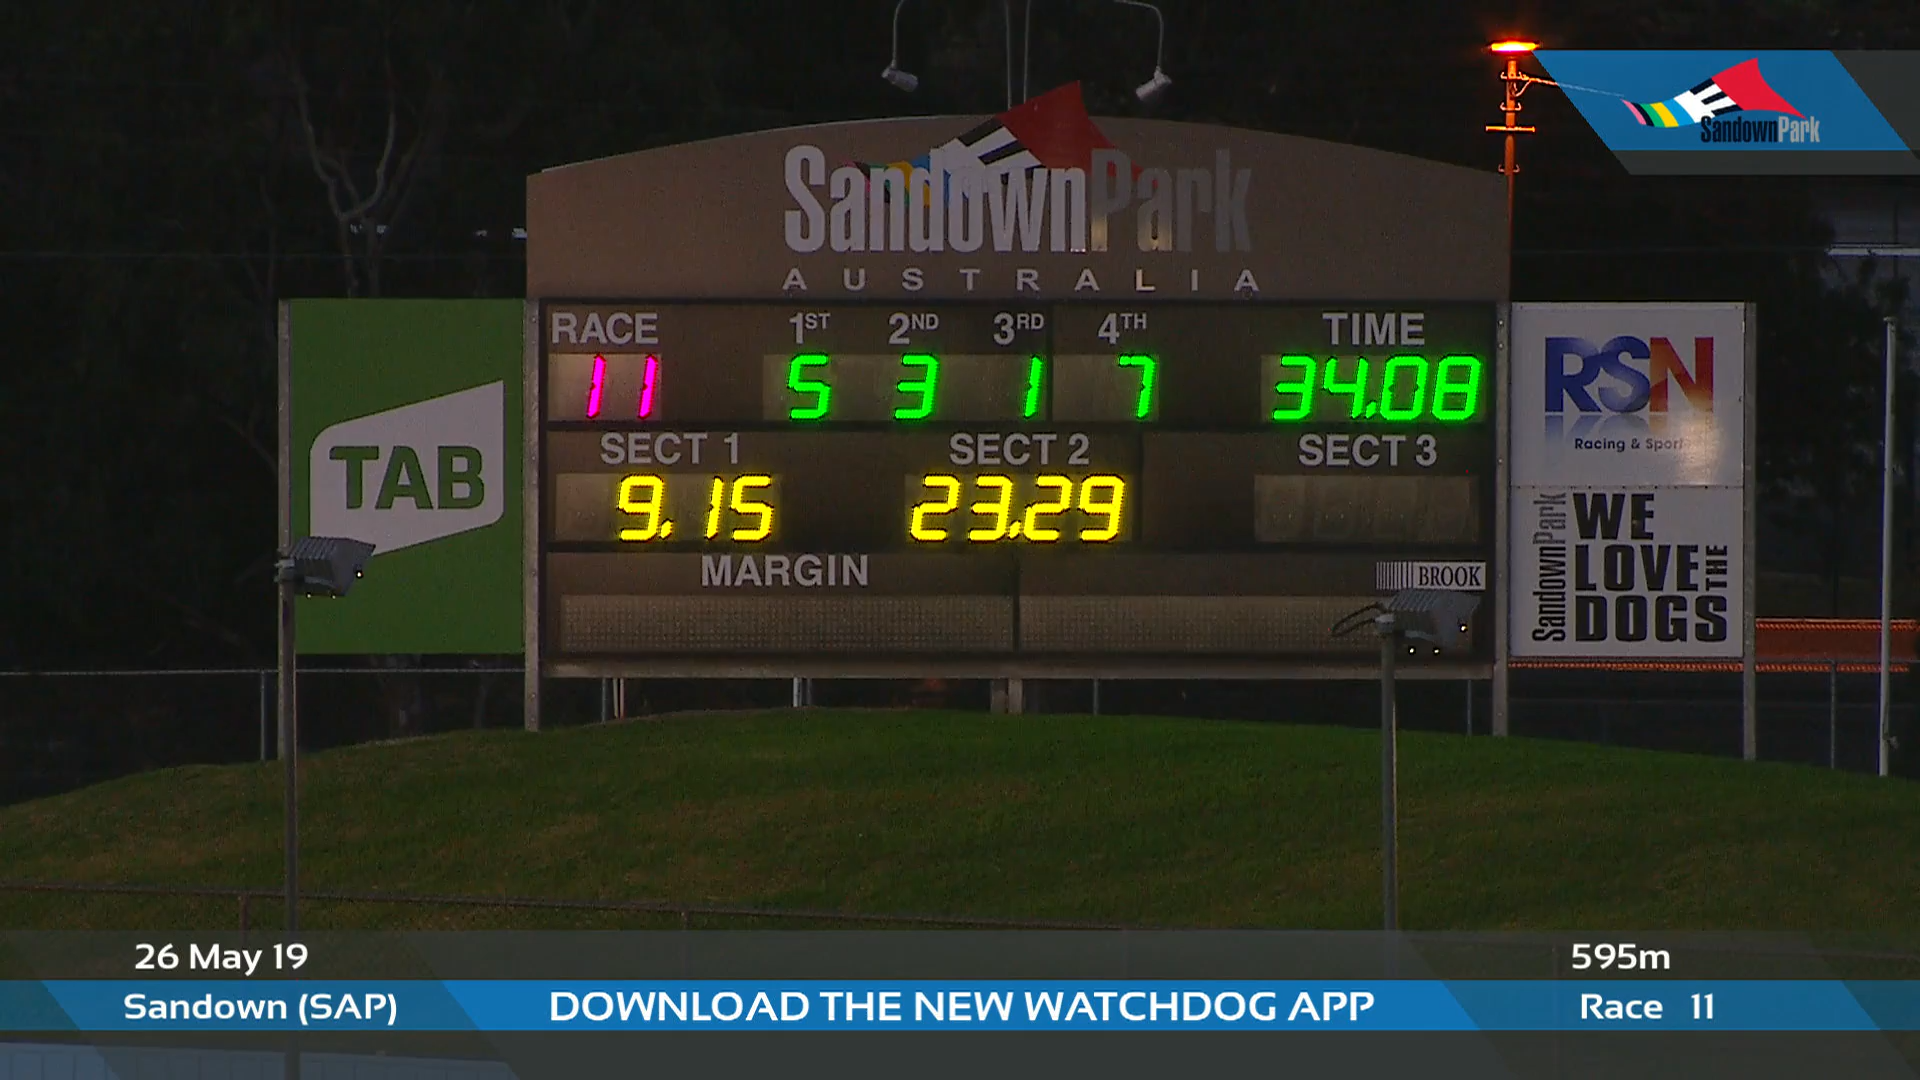 SandownPark
SandownPark
AUSTRALIA
RACE 1ST 2ND 3RD 4TH TIME
11 5 3 1 7 34.08
SECT 1 SECT 2 SECT 3
9.15 23.29
MARGIN
BROOK
TAB
RSN
Racing & Sport
SandownPark
WE
LOVE THE
DOGS
26 May 19 595m
Sandown (SAP) DOWNLOAD THE NEW WATCHDOG APP Race 11